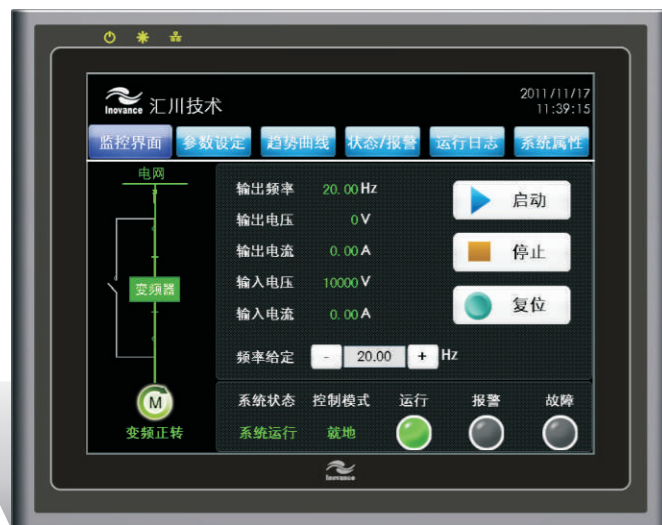 Inovance 汇川技术
2011/11/17
11:39:15
监控界面 参数设定 趋势曲线 状态/报警 运行日志 系统属性
电网
变频器
M
变频正转
输出频率 20.00 Hz
输出电压 0 V
输出电流 0.00 A
输入电压 10000 V
输入电流 0.00 A
频率给定 - 20.00 + Hz
启动
停止
复位
系统状态 控制模式 运行 报警 故障
系统运行 就地
Inovance